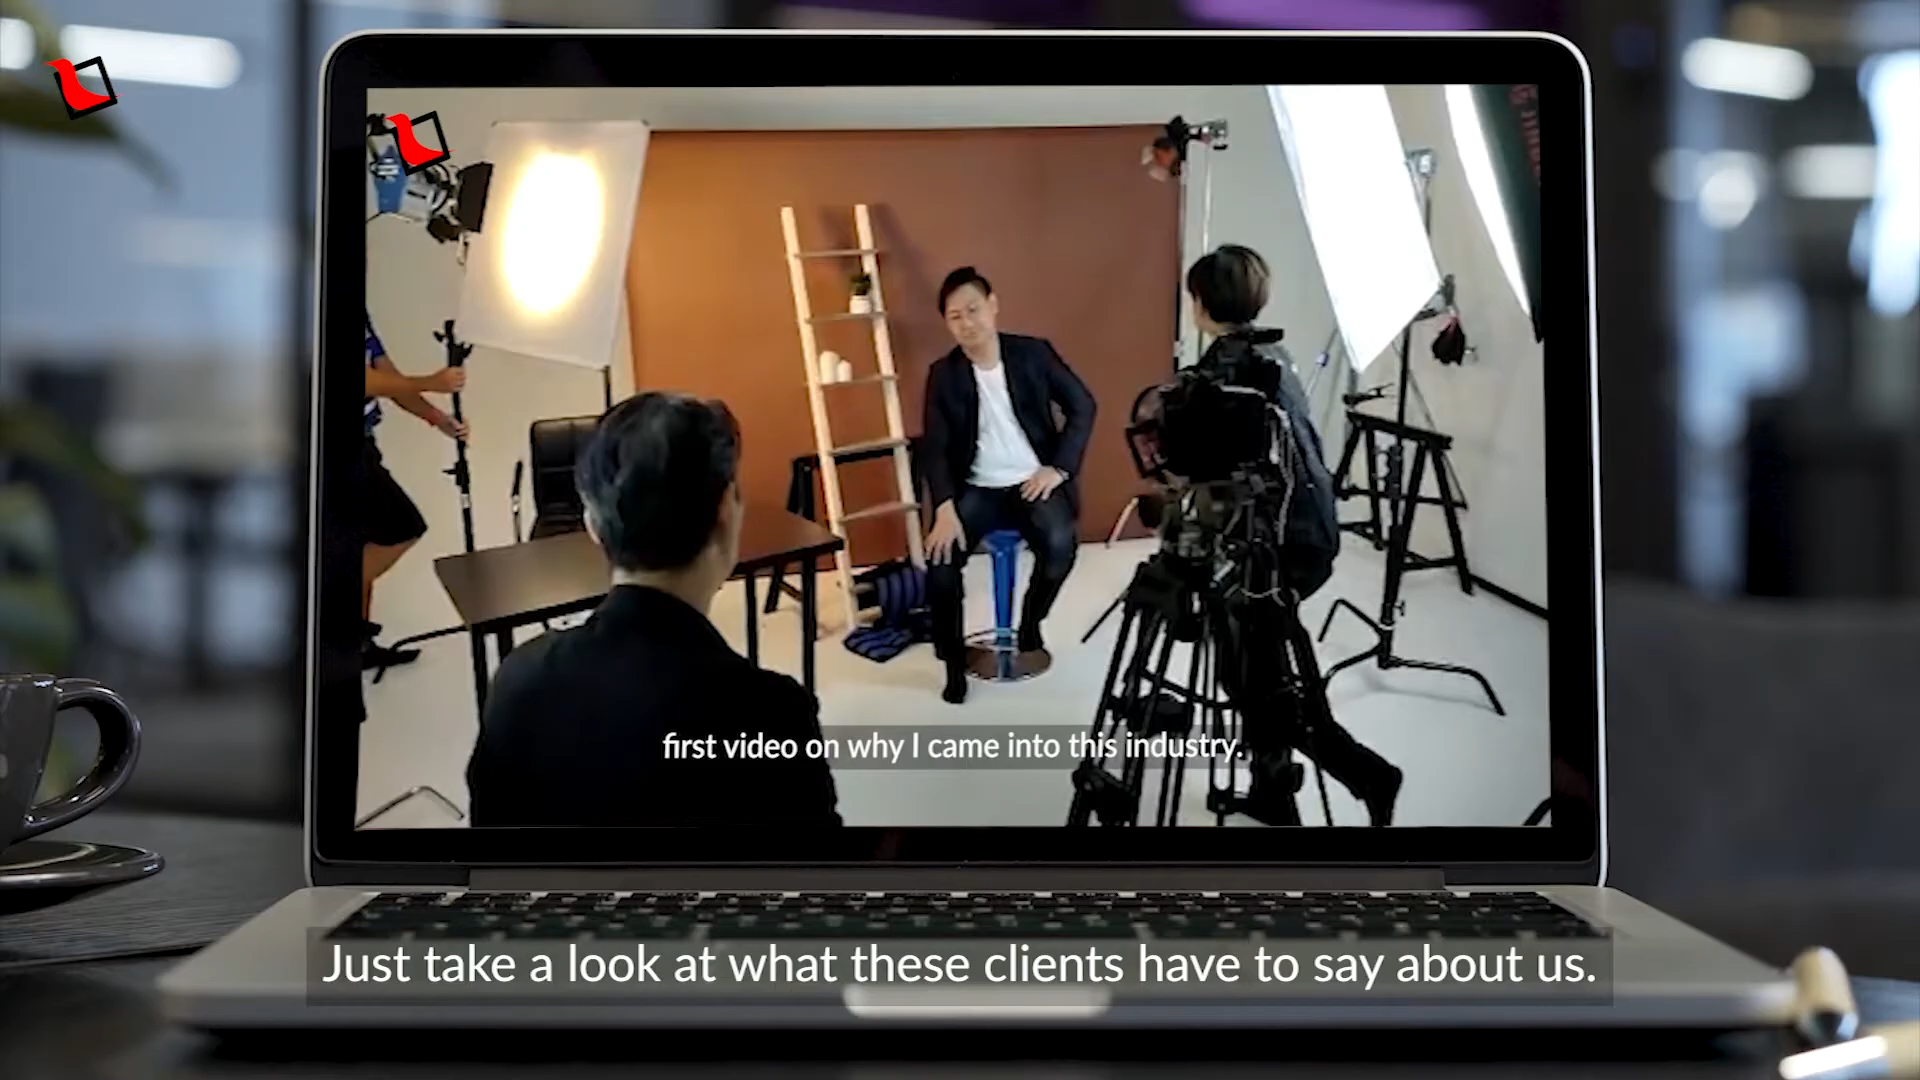 first video on why I came into this industry.
Just take a look at what these clients have to say about us.